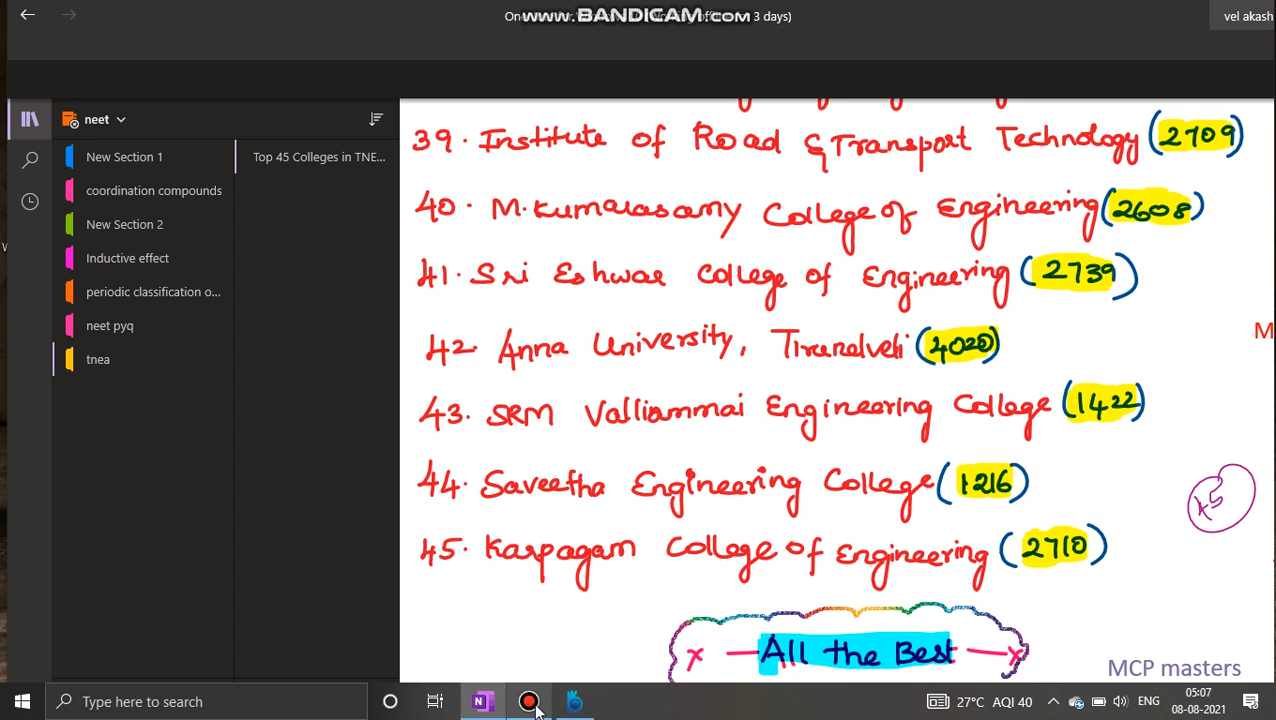 One
3 days)
www.BANDICAM.com
vel akash
neet
New Section 1
Top 45 Colleges in TNE...
coordination compounds
New Section 2
Inductive effect
periodic classification o...
neet pyq
tnea
39. Institute of Road & Transport Technology (2709)
40. M.Kumarasamy College of Engineering (2608)
41. Sri Eshwar College of Engineering (2739)
M
42. Anna University, Tirunelveli (4020)
43. SRM Valliammai Engineering College (1422)
44. Saveetha Engineering College (1216)
45
45. Karpagam College of Engineering (2710)
x — All the Best — x
MCP masters
Type here to search
27°C AQI 40
ENG
05:07
08-08-2021